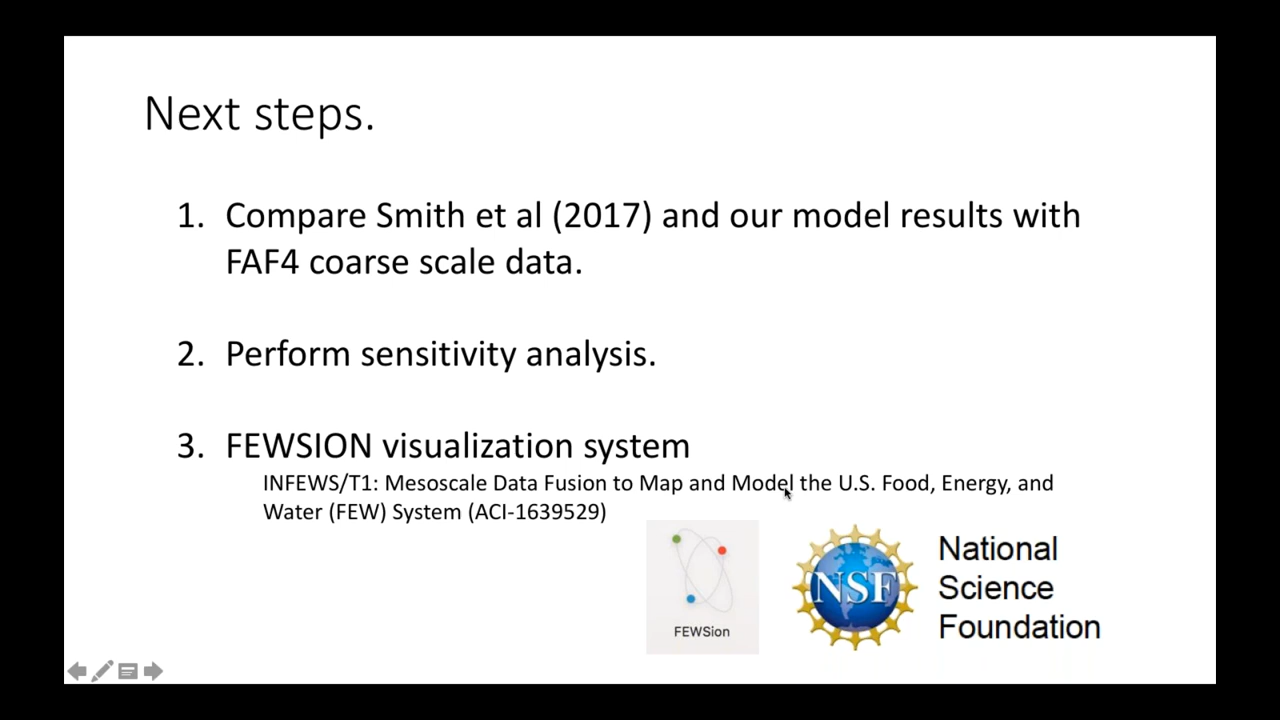 Next steps.
1. Compare Smith et al (2017) and our model results with
FAF4 coarse scale data.
2. Perform sensitivity analysis.
3. FEWSION visualization system
INFEWS/T1: Mesoscale Data Fusion to Map and Model the U.S. Food, Energy, and
Water (FEW) System (ACI-1639529)
FEWSion
NSF
National
Science
Foundation